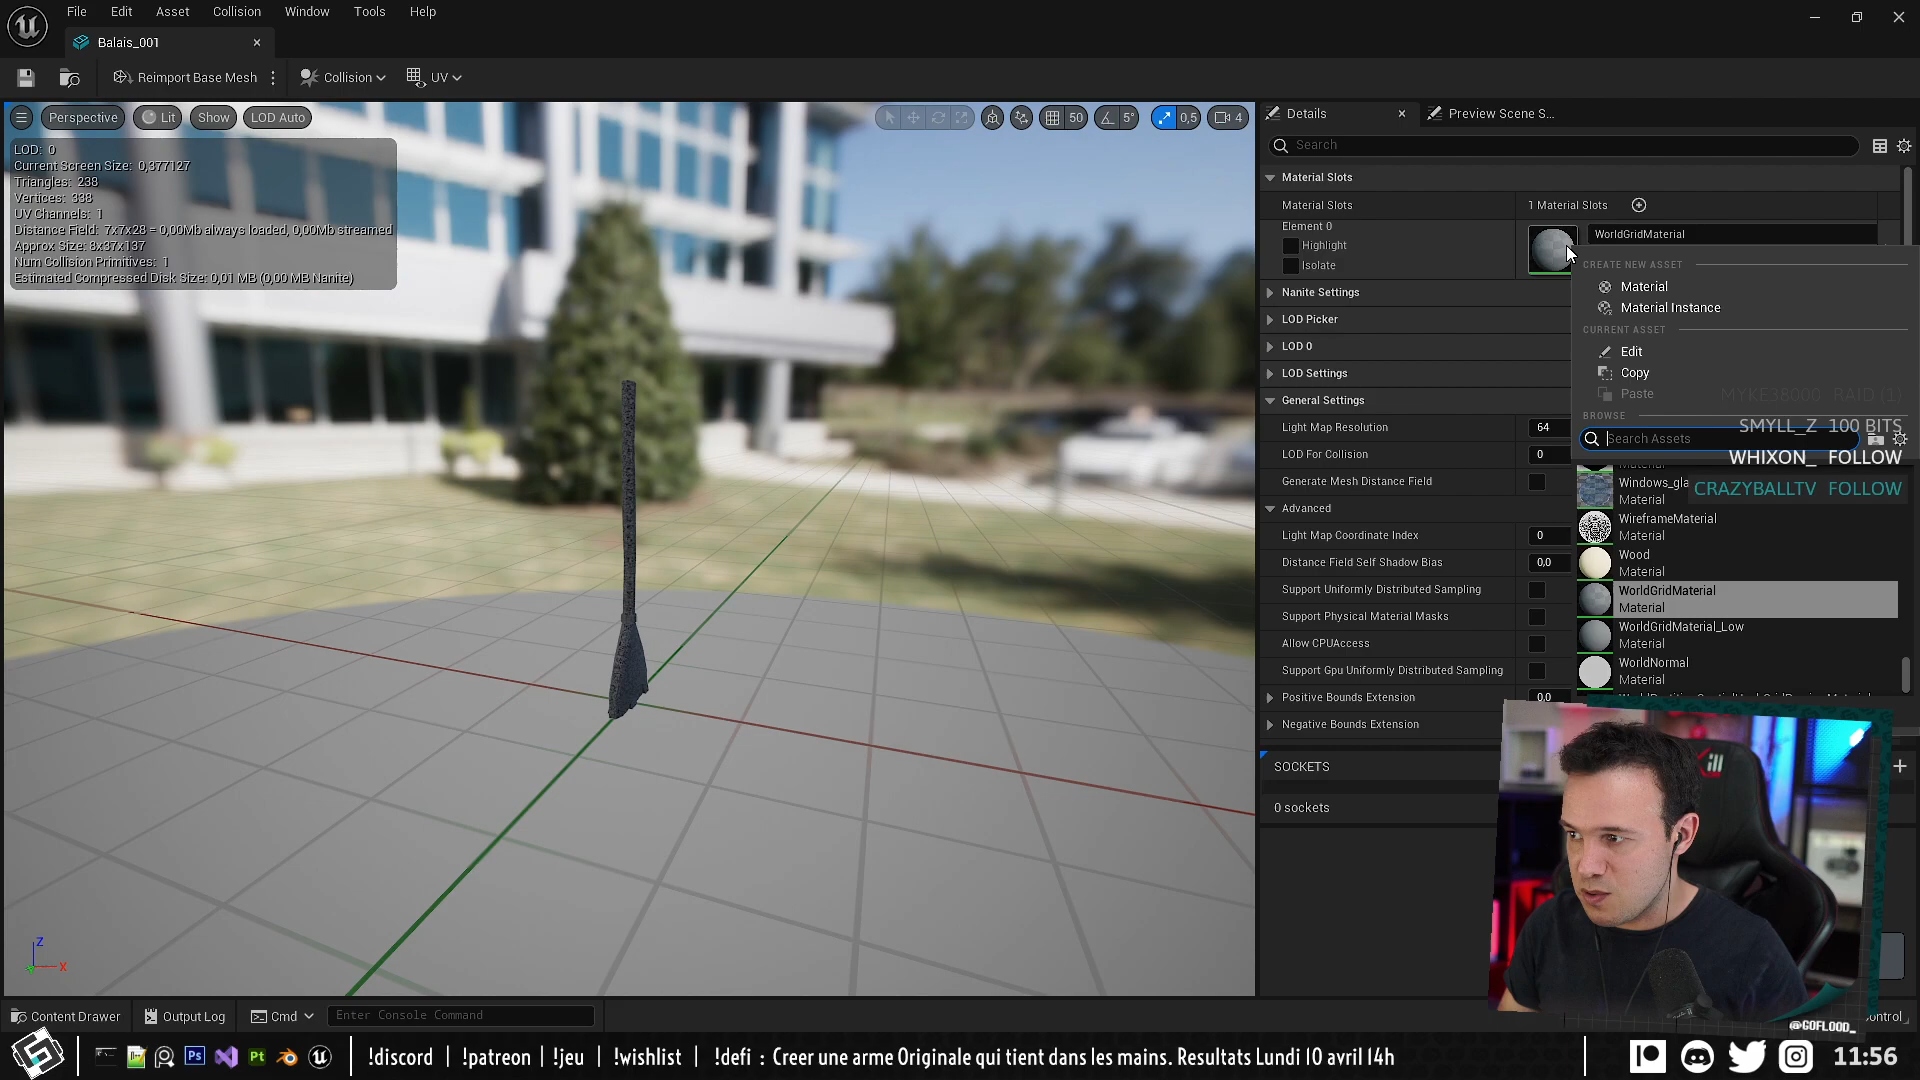 File Edit Asset Collision Window Tools Help
Balais_001
Reimport Base Mesh Collision UV
Perspective Lit Show LOD Auto
50 5° 0,5 4
LOD: 0
Current Screen Size: 0,377127
Triangles: 238
Vertices: 338
UV Channels: 1
Distance Field: 7x7x28 = 0,00Mb always loaded, 0,00Mb streamed
Approx Size: 8x37x137
Num Collision Primitives: 1
Estimated Compressed Disk Size: 0,01 MB (0,00 MB Nanite)
Z
X
Details Preview Scene S...
Search
Material Slots
Material Slots 1 Material Slots
Element 0
Highlight
Isolate
WorldGridMaterial
Nanite Settings
LOD Picker
LOD 0
LOD Settings
General Settings
Light Map Resolution 64
LOD For Collision 0
Generate Mesh Distance Field
Advanced
Light Map Coordinate Index 0
Distance Field Self Shadow Bias 0,0
Support Uniformly Distributed Sampling
Support Physical Material Masks
Allow CPUAccess
Support Gpu Uniformly Distributed Sampling
Positive Bounds Extension 0,0
Negative Bounds Extension
SOCKETS
0 sockets
CREATE NEW ASSET
Material
Material Instance
CURRENT ASSET
Edit
Copy
Paste
BROWSE
Search Assets
MYKE38000 RAID (1)
SMYLL_Z 100 BITS
WHIXON_ FOLLOW
CRAZYBALLTV FOLLOW
Windows_gla
Material
WireframeMaterial
Material
Wood
Material
WorldGridMaterial
Material
WorldGridMaterial_Low
Material
WorldNormal
Material
@GOFLOOD_
Content Drawer Output Log Cmd Enter Console Command
!discord | !patreon | !jeu | !wishlist | !defi : Creer une arme Originale qui tient dans les mains. Resultats Lundi 10 avril 14h
Ps Pt
11:56